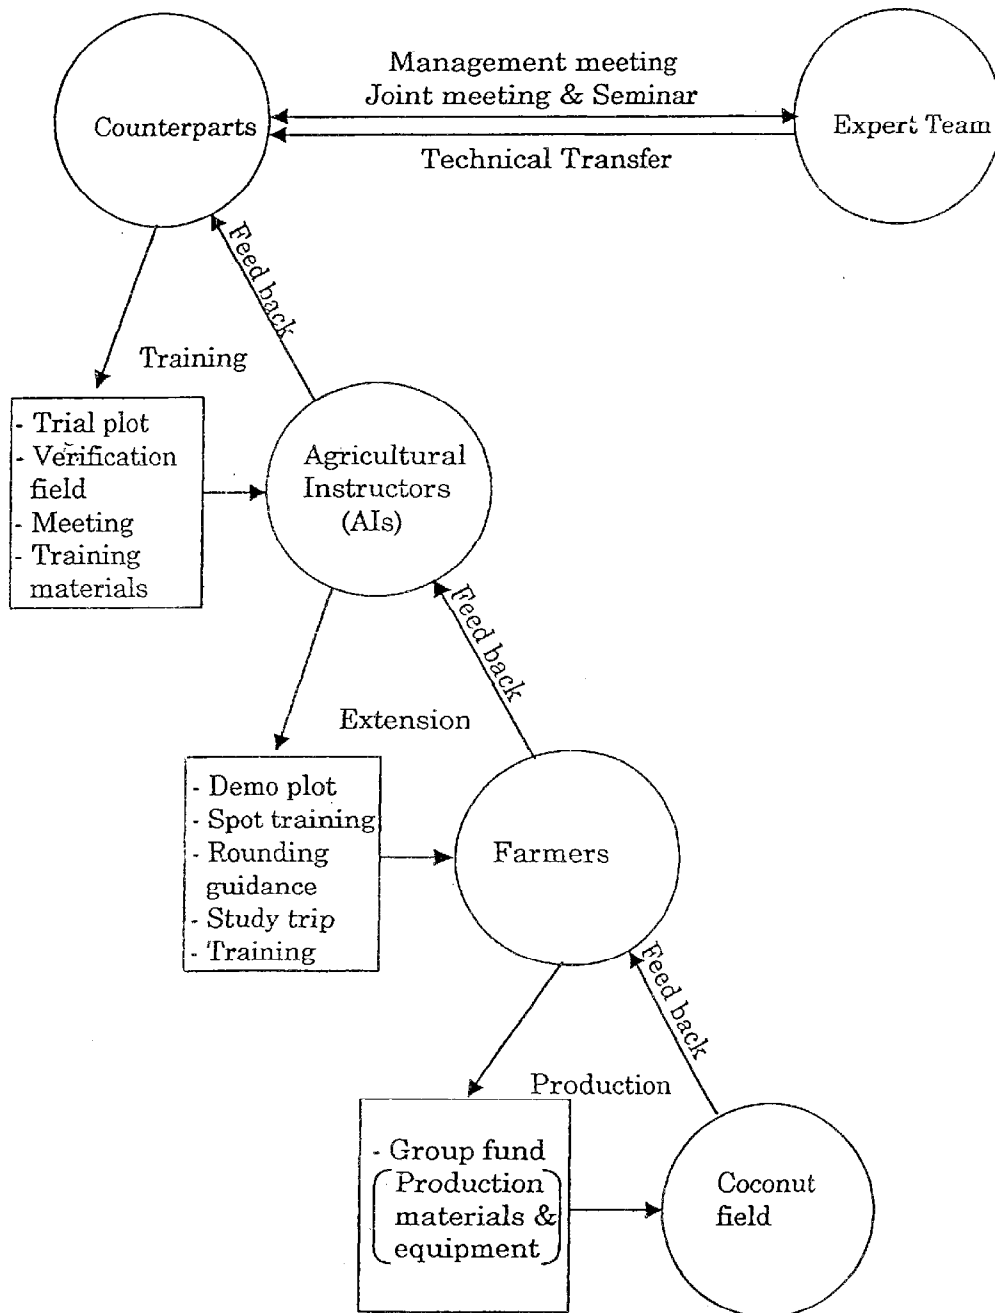 Management meeting
Joint meeting & Seminar
Counterparts
Expert Team
Technical Transfer
Feed back
Training
- Trial plot
- Verification
field
- Meeting
- Training
materials
Agricultural
Instructors
(AIs)
Feed back
Extension
- Demo plot
- Spot training
- Rounding
guidance
- Study trip
- Training
Farmers
Feed back
Production
- Group fund
Production
materials &
equipment
Coconut
field